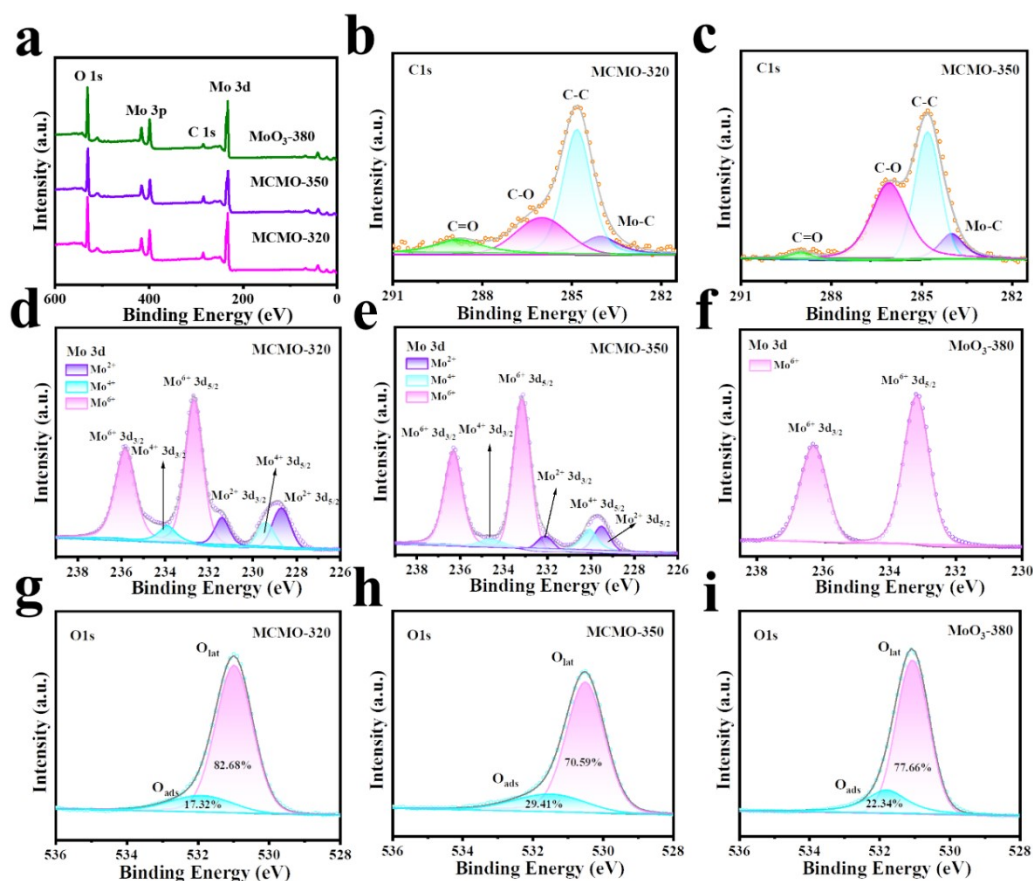 a
Intensity (a.u.)
O 1s
Mo 3p
C 1s
Mo 3d
MoO₃-380
MCMO-350
MCMO-320
600 400 200 0
Binding Energy (eV)
b
Intensity (a.u.)
C1s
MCMO-320
C-C
C-O
C=O
Mo-C
291 288 285 282
Binding Energy (eV)
c
Intensity (a.u.)
C1s
MCMO-350
C-C
C-O
C=O
Mo-C
291 288 285 282
Binding Energy (eV)
d
Intensity (a.u.)
Mo 3d
MCMO-320
Mo²⁺
Mo⁴⁺
Mo⁶⁺
Mo⁶⁺ 3d₅/₂
Mo⁶⁺ 3d₃/₂
Mo⁴⁺ 3d₃/₂
Mo⁴⁺ 3d₅/₂
Mo²⁺ 3d₃/₂
Mo²⁺ 3d₅/₂
238 236 234 232 230 228 226
Binding Energy (eV)
e
Intensity (a.u.)
Mo 3d
MCMO-350
Mo²⁺
Mo⁴⁺
Mo⁶⁺
Mo⁶⁺ 3d₅/₂
Mo⁶⁺ 3d₃/₂
Mo⁴⁺ 3d₃/₂
Mo²⁺ 3d₃/₂
Mo⁴⁺ 3d₅/₂
Mo²⁺ 3d₅/₂
238 236 234 232 230 228 226
Binding Energy (eV)
f
Intensity (a.u.)
Mo 3d
MoO₃-380
Mo⁶⁺
Mo⁶⁺ 3d₅/₂
Mo⁶⁺ 3d₃/₂
238 236 234 232 230
Binding Energy (eV)
g
Intensity (a.u.)
O1s
MCMO-320
Oₗₐₜ
82.68%
Oₐdₛ
17.32%
536 534 532 530 528
Binding Energy (eV)
h
Intensity (a.u.)
O1s
MCMO-350
Oₗₐₜ
70.59%
Oₐdₛ
29.41%
536 534 532 530 528
Binding Energy (eV)
i
Intensity (a.u.)
O1s
MoO₃-380
Oₗₐₜ
77.66%
Oₐdₛ
22.34%
536 534 532 530 528
Binding Energy (eV)